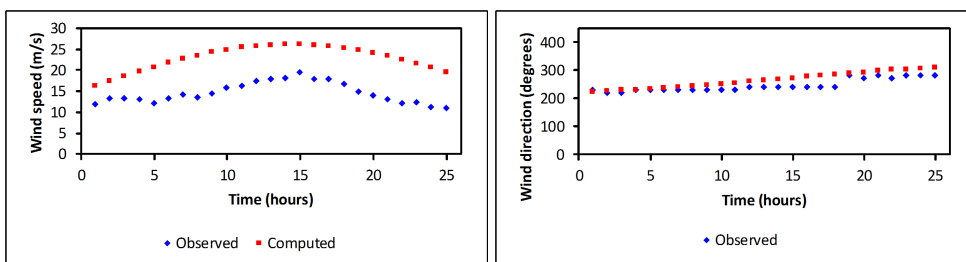 Wind speed (m/s)
30
25
20
15
10
5
0
0 5 10 15 20 25
Time (hours)
Observed Computed
Wind direction (degrees)
400
300
200
100
0
0 5 10 15 20 25
Time (hours)
Observed